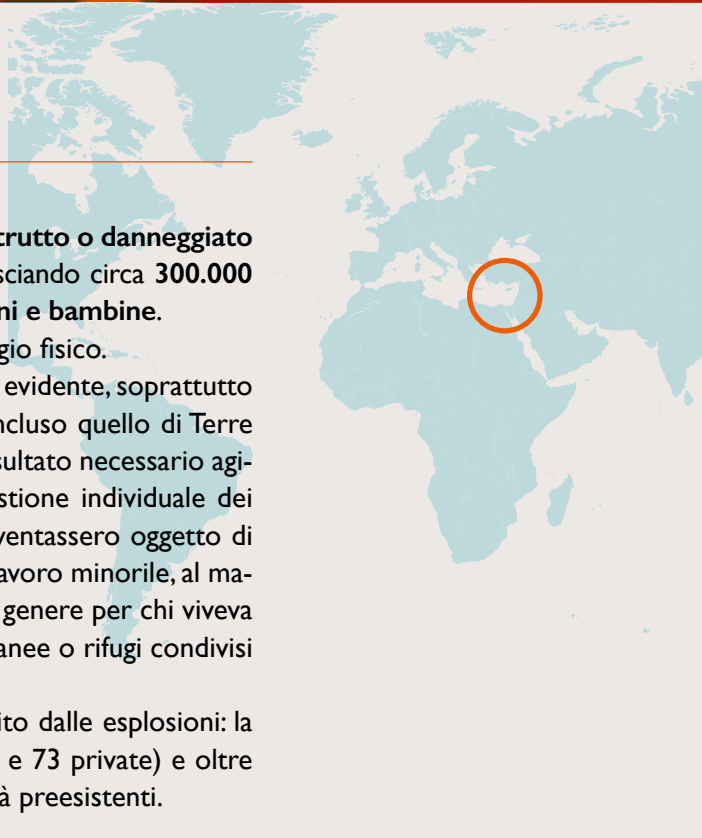 trutto o danneggiato
sciando circa 300.000
ni e bambine.
gio fisico.
evidente, soprattutto
ncluso quello di Terre
sultato necessario agi-
stione individuale dei
ventassero oggetto di
avoro minorile, al ma-
genere per chi viveva
anee o rifugi condivisi
ito dalle esplosioni: la
e 73 private) e oltre
à preesistenti.